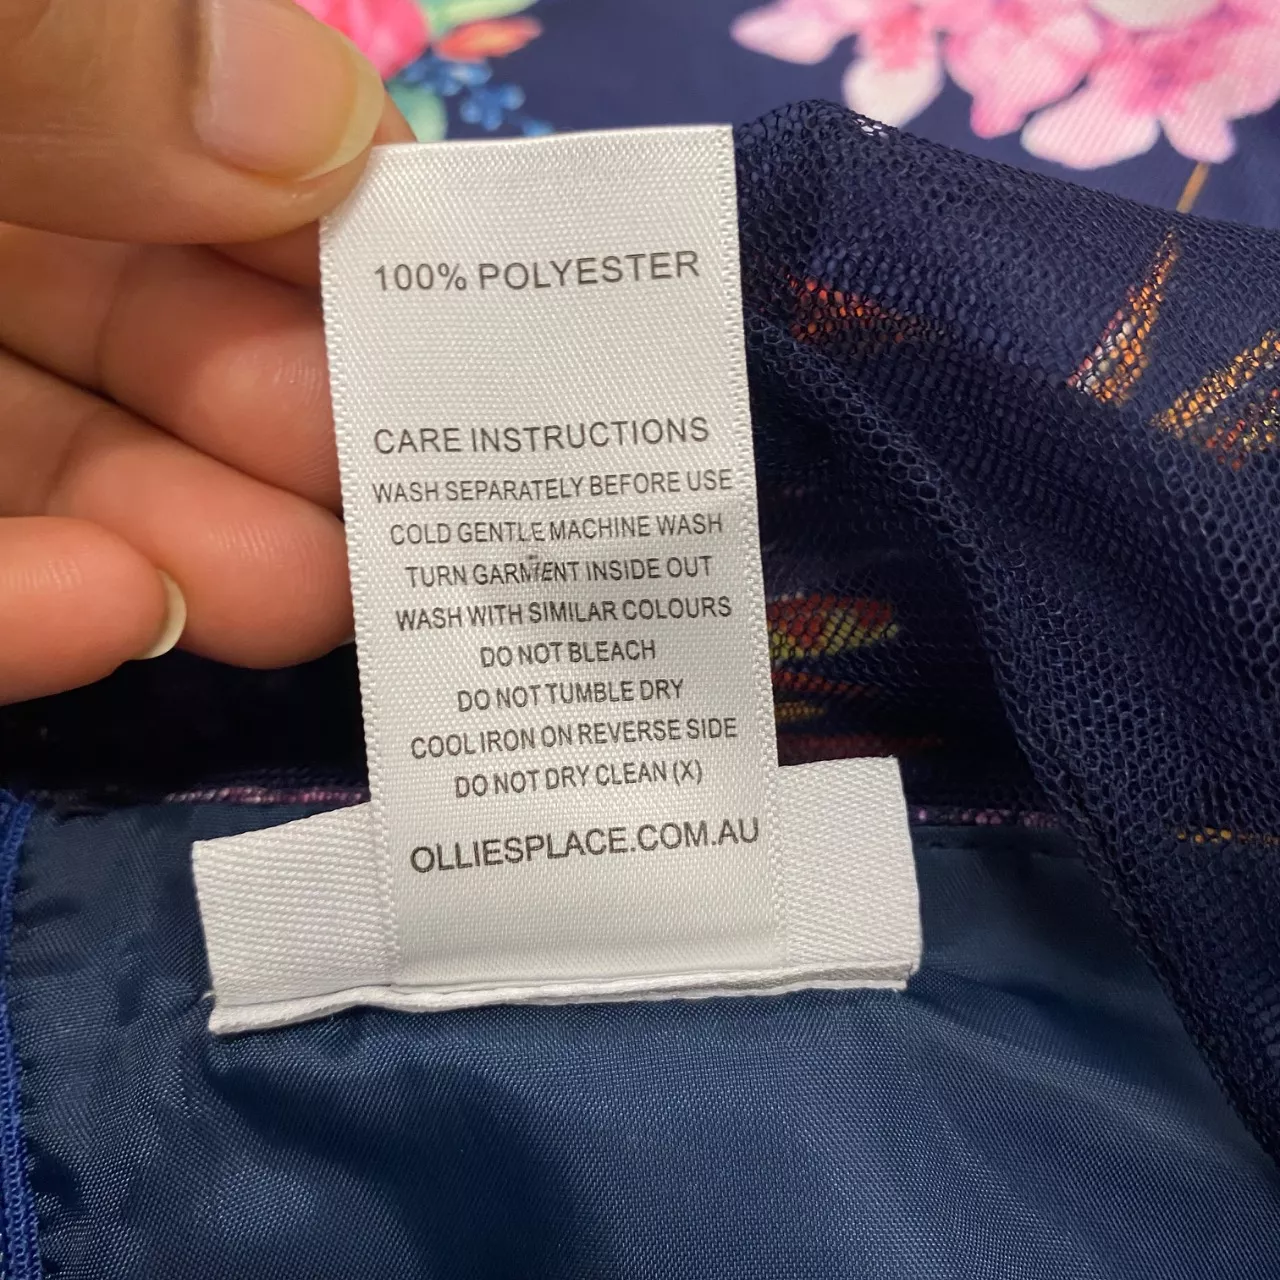 100% POLYESTER
CARE INSTRUCTIONS
WASH SEPARATELY BEFORE USE
COLD GENTLE MACHINE WASH
TURN GARMENT INSIDE OUT
WASH WITH SIMILAR COLOURS
DO NOT BLEACH
DO NOT TUMBLE DRY
COOL IRON ON REVERSE SIDE
DO NOT DRY CLEAN (X)
OLLIESPLACE.COM.AU